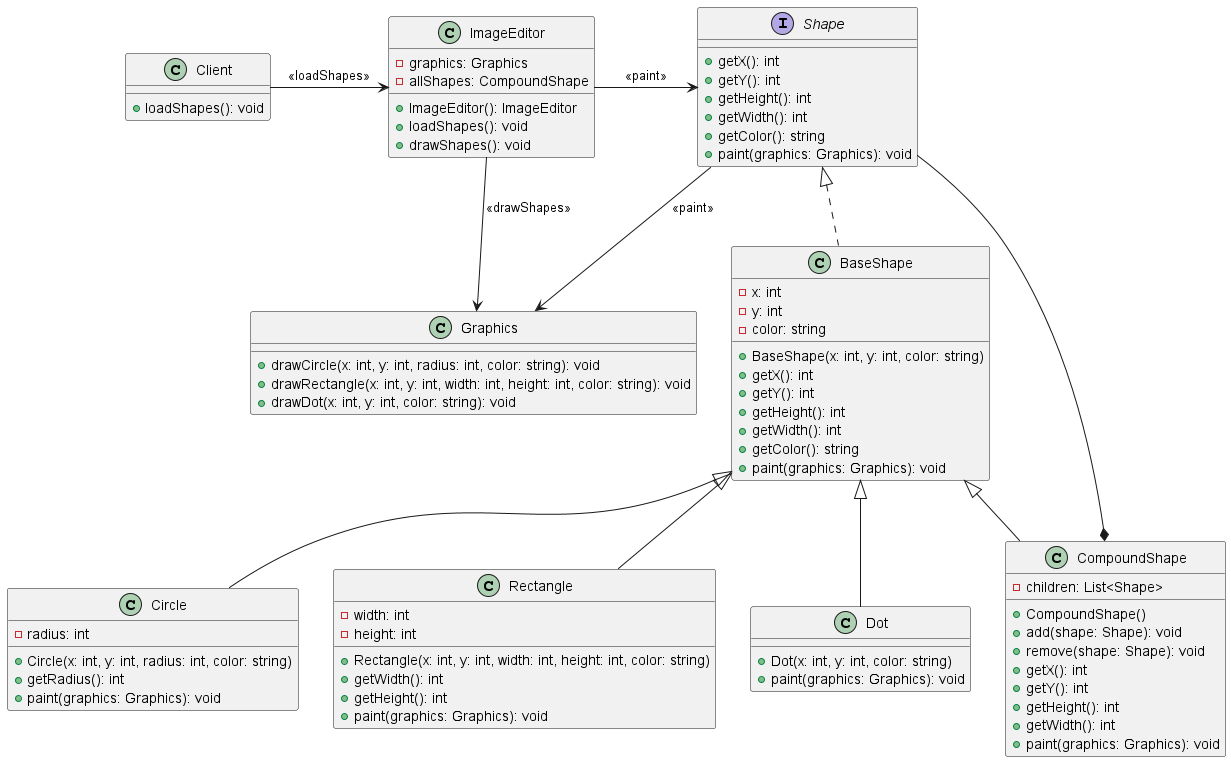 C Client
loadShapes(): void
«loadShapes»
C ImageEditor
graphics: Graphics
allShapes: CompoundShape
ImageEditor(): ImageEditor
loadShapes(): void
drawShapes(): void
«paint»
I Shape
getX(): int
getY(): int
getHeight(): int
getWidth(): int
getColor(): string
paint(graphics: Graphics): void
«drawShapes»
«paint»
C Graphics
drawCircle(x: int, y: int, radius: int, color: string): void
drawRectangle(x: int, y: int, width: int, height: int, color: string): void
drawDot(x: int, y: int, color: string): void
C BaseShape
x: int
y: int
color: string
BaseShape(x: int, y: int, color: string)
getX(): int
getY(): int
getHeight(): int
getWidth(): int
getColor(): string
paint(graphics: Graphics): void
C Circle
radius: int
Circle(x: int, y: int, radius: int, color: string)
getRadius(): int
paint(graphics: Graphics): void
C Rectangle
width: int
height: int
Rectangle(x: int, y: int, width: int, height: int, color: string)
getWidth(): int
getHeight(): int
paint(graphics: Graphics): void
C Dot
Dot(x: int, y: int, color: string)
paint(graphics: Graphics): void
C CompoundShape
children: List<Shape>
CompoundShape()
add(shape: Shape): void
remove(shape: Shape): void
getX(): int
getY(): int
getHeight(): int
getWidth(): int
paint(graphics: Graphics): void